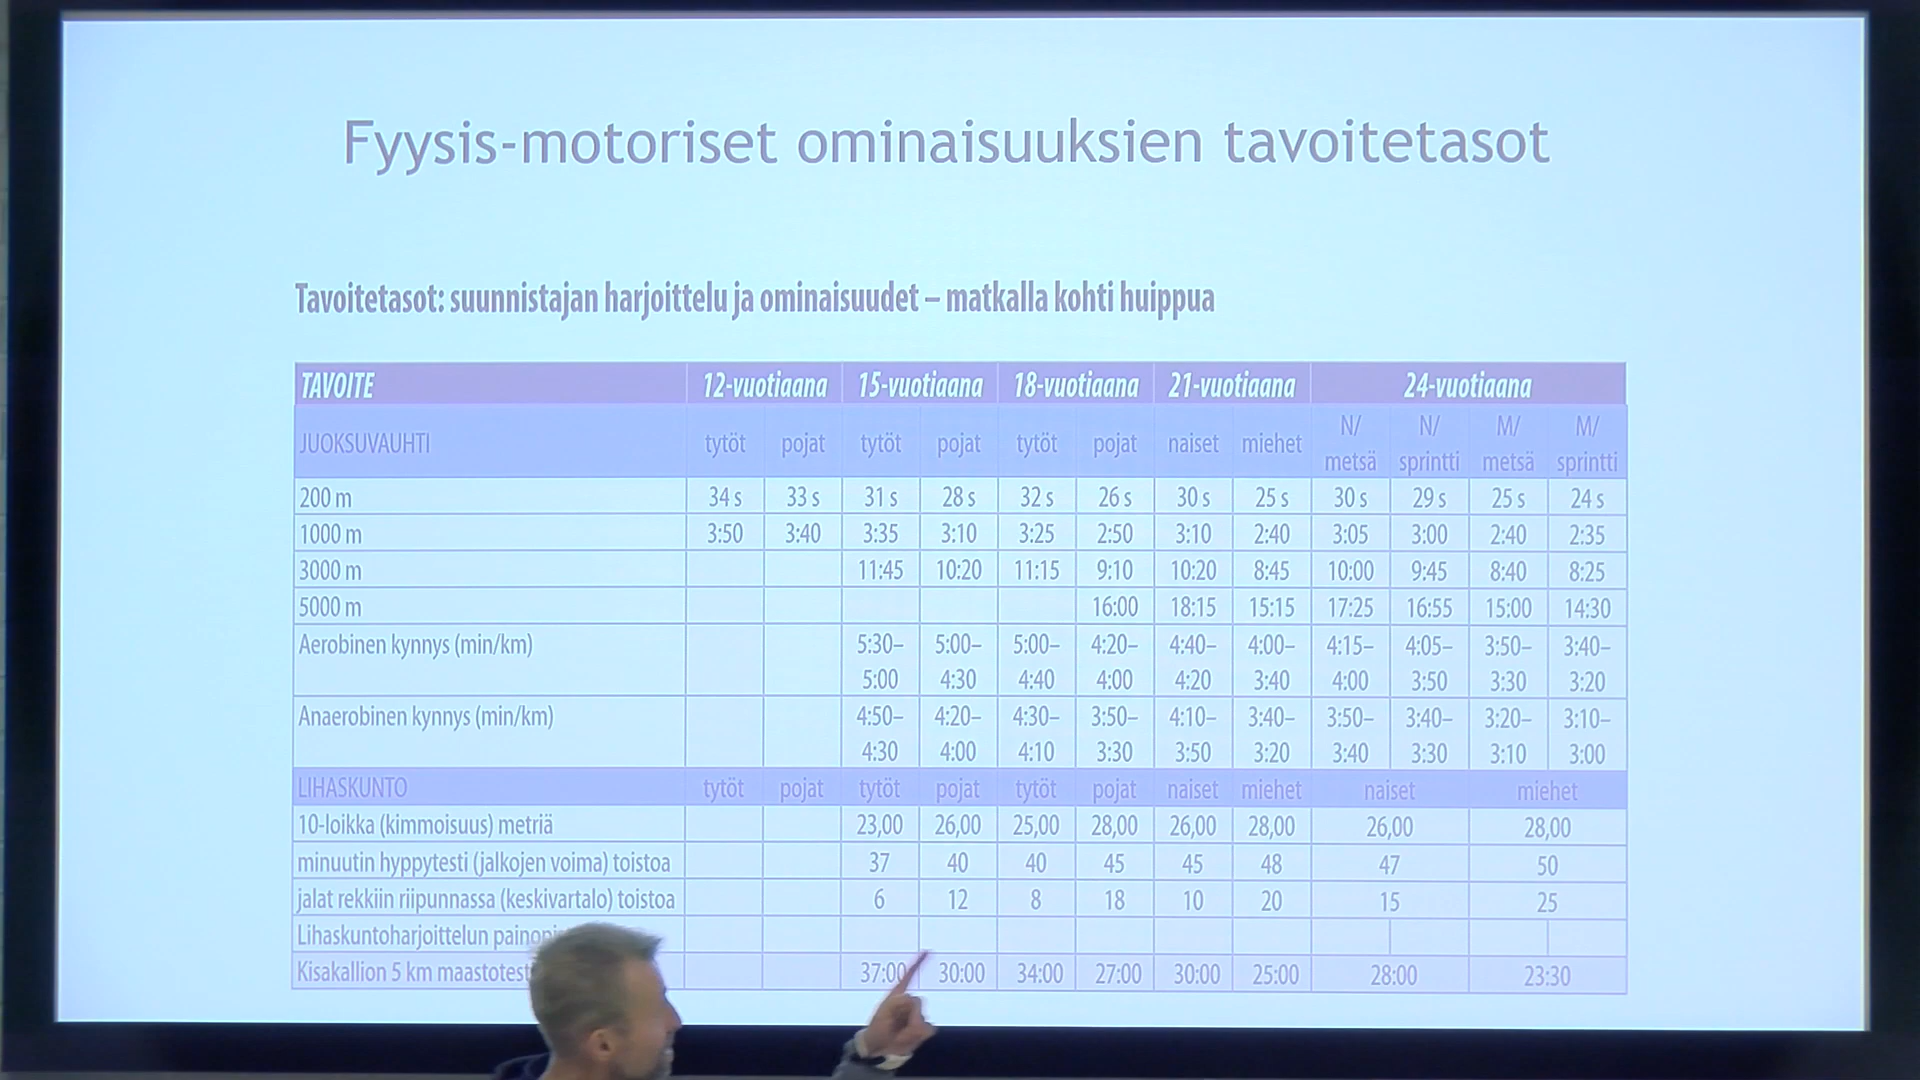 Fyysis-motoriset ominaisuuksien tavoitetasot
Tavoitetasot: suunnistajan harjoittelu ja ominaisuudet – matkalla kohti huippua
TAVOITE 12-vuotiaana 15-vuotiaana 18-vuotiaana 21-vuotiaana 24-vuotiaana
JUOKSUVAUHTI tytöt pojat tytöt pojat tytöt pojat naiset miehet N/ metsä N/ sprintti M/ metsä M/ sprintti
200 m 34 s 33 s 31 s 28 s 32 s 26 s 30 s 25 s 30 s 29 s 25 s 24 s
1000 m 3:50 3:40 3:35 3:10 3:25 2:50 3:10 2:40 3:05 3:00 2:40 2:35
3000 m 11:45 10:20 11:15 9:10 10:20 8:45 10:00 9:45 8:40 8:25
5000 m 16:00 18:15 15:15 17:25 16:55 15:00 14:30
Aerobinen kynnys (min/km) 5:30– 5:00– 5:00– 4:20– 4:40– 4:00– 4:15– 4:05– 3:50– 3:40–
5:00 4:30 4:40 4:00 4:20 3:40 4:00 3:50 3:30 3:20
Anaerobinen kynnys (min/km) 4:50– 4:20– 4:30– 3:50– 4:10– 3:40– 3:50– 3:40– 3:20– 3:10–
4:30 4:00 4:10 3:30 3:50 3:20 3:40 3:30 3:10 3:00
LIHASKUNTO tytöt pojat tytöt pojat tytöt pojat naiset miehet naiset miehet
10-loikka (kimmoisuus) metriä 23,00 26,00 25,00 28,00 26,00 28,00 26,00 28,00
minuutin hyppytesti (jalkojen voima) toistoa 37 40 40 45 45 48 47 50
jalat rekkiin riipunnassa (keskivartalo) toistoa 6 12 8 18 10 20 15 25
Lihaskuntoharjoittelun
Kisakallion 5 km 37:00 30:00 34:00 27:00 30:00 25:00 28:00 23:30